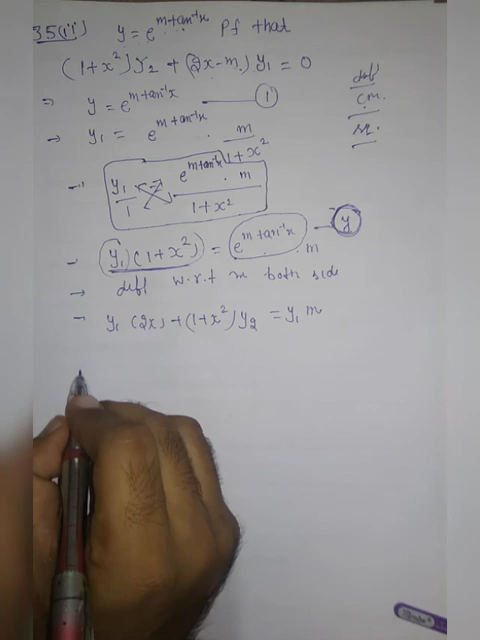 35(ii) y = e^{m tan⁻¹x} Pf that
(1+x²) y₂ + (2x-m) y₁ = 0
⇒ y = e^{m tan⁻¹x} —— ①
→ y₁ = e^{m tan⁻¹x} . m/(1+x²)
y₁/1 = e^{m tan⁻¹x} . m/(1+x²)
- y₁(1+x²) = e^{m tan⁻¹x} . m — y
→ diff w.r.t x both side
- y₁(2x) + (1+x²)y₂ = y₁ m
diff
C.M.